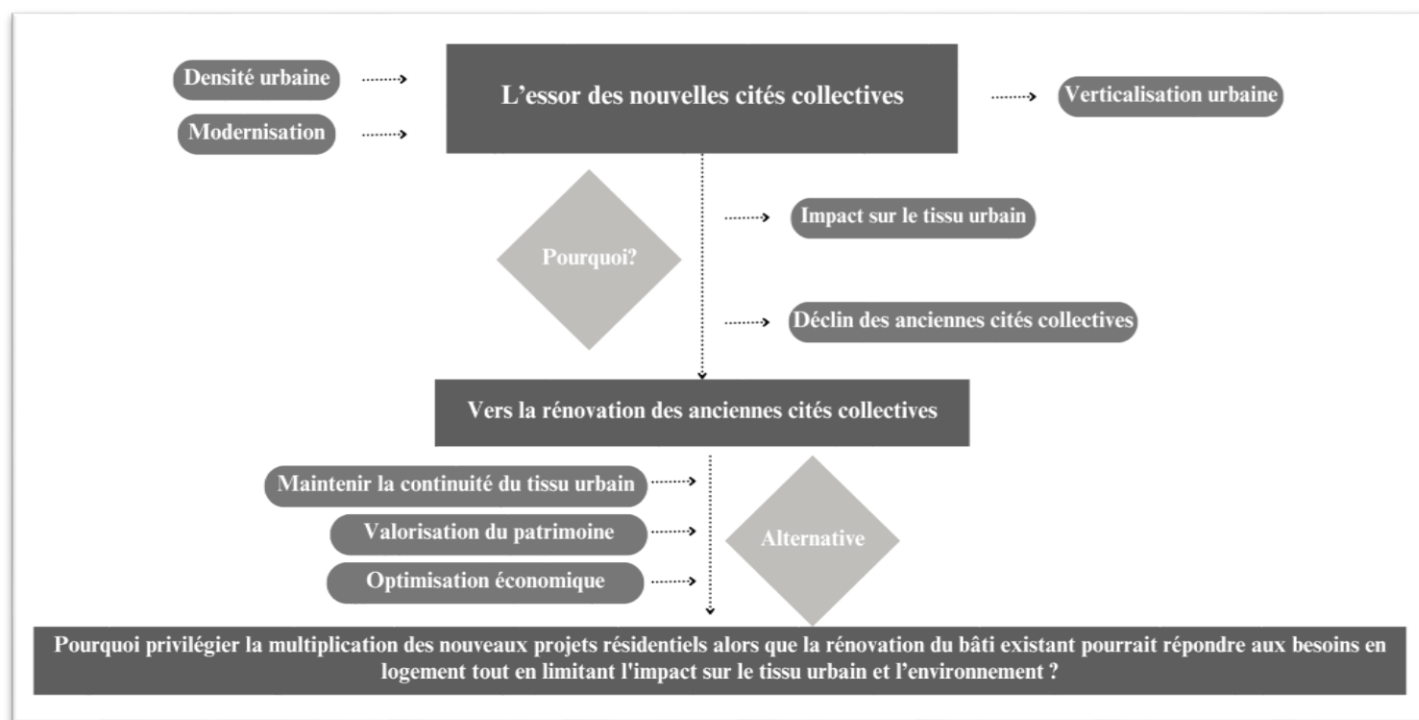 Densité urbaine
Modernisation
L’essor des nouvelles cités collectives
Verticalisation urbaine
Pourquoi?
Impact sur le tissu urbain
Déclin des anciennes cités collectives
Vers la rénovation des anciennes cités collectives
Maintenir la continuité du tissu urbain
Valorisation du patrimoine
Optimisation économique
Alternative
Pourquoi privilégier la multiplication des nouveaux projets résidentiels alors que la rénovation du bâti existant pourrait répondre aux besoins en
logement tout en limitant l'impact sur le tissu urbain et l’environnement ?